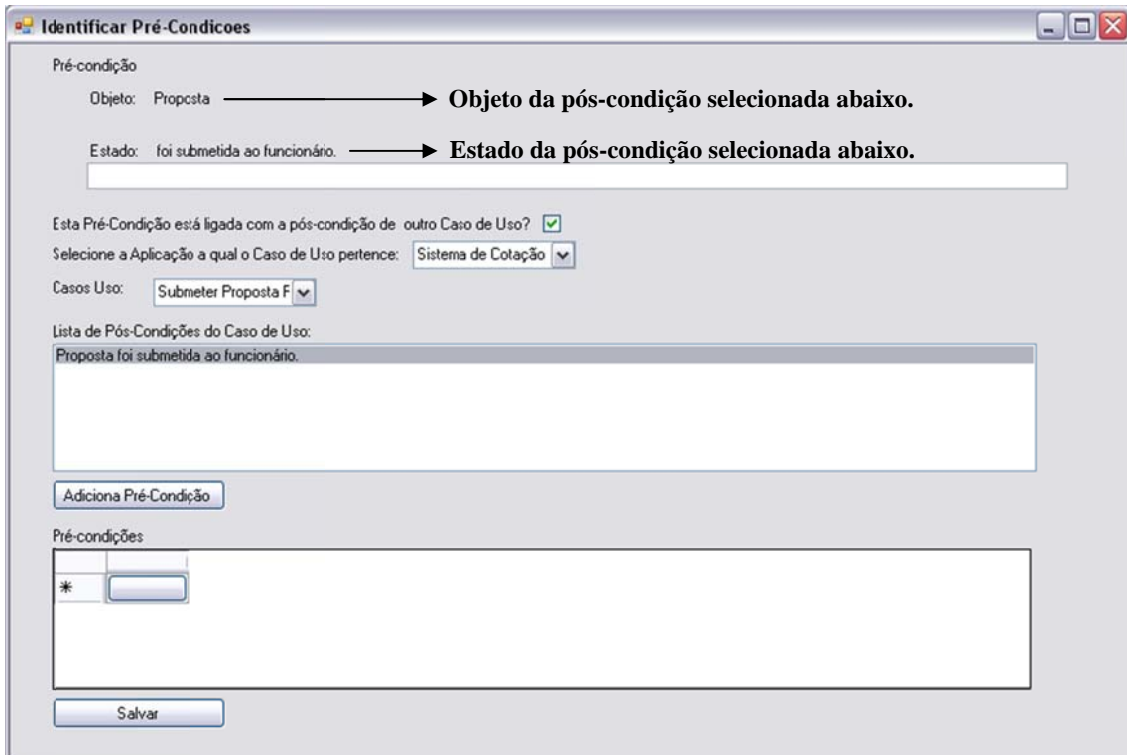 Identificar Pré-Condicoes
Pré-condição
Objeto: Proposta Objeto da pós-condição selecionada abaixo.
Estado: foi submetida ao funcionário. Estado da pós-condição selecionada abaixo.
Esta Pré-Condição está ligada com a pós-condição de outro Caso de Uso?
Selecione a Aplicação a qual o Caso de Uso pertence: Sistema de Cotação
Casos Uso: Submeter Proposta F
Lista de Pós-Condições do Caso de Uso:
Proposta foi submetida ao funcionário.
Adiciona Pré-Condição
Pré-condições
*
Salvar